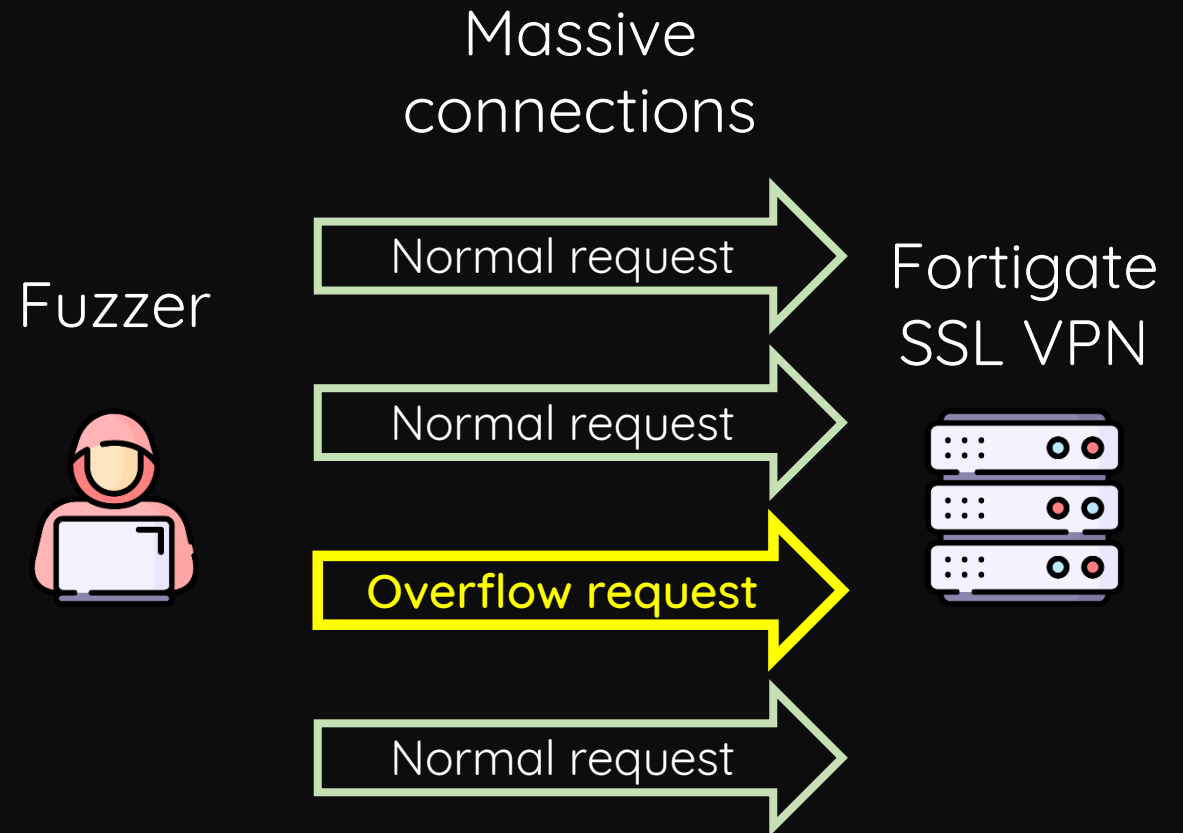 Massive
connections
Fuzzer
Normal request
Normal request
Overflow request
Normal request
Fortigate
SSL VPN